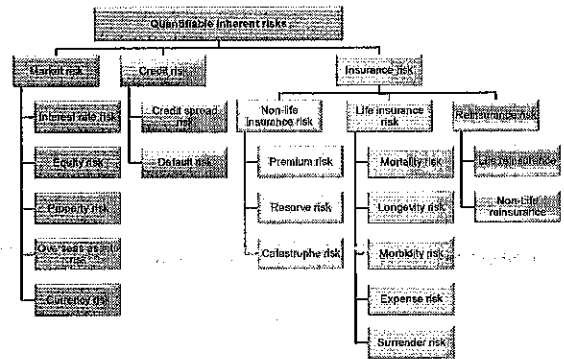 Quantifiable inherent risks
Market risk
Credit risk
Insurance risk
Interest rate risk
Equity risk
Property risk
Overseas assets
risk
Currency risk
Credit spread
risk
Default risk
Non-life
insurance risk
Life insurance
risk
Reinsurance risk
Premium risk
Reserve risk
Catastrophe risk
Mortality risk
Longevity risk
Morbidity risk
Expense risk
Surrender risk
Life reinsurance
Non-Life
reinsurance